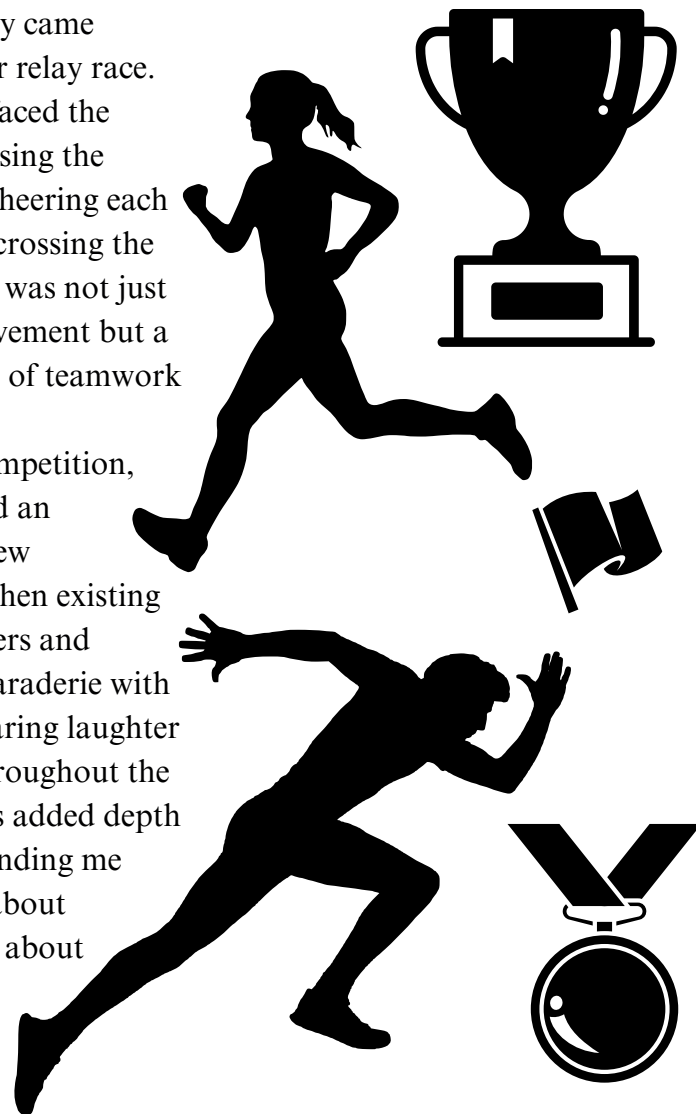 y came
r relay race.
aced the
sing the
heering each
crossing the
was not just
vement but a
of teamwork
mpetition,
d an
ew
hen existing
ers and
araderie with
aring laughter
roughout the
s added depth
nding me
about
about